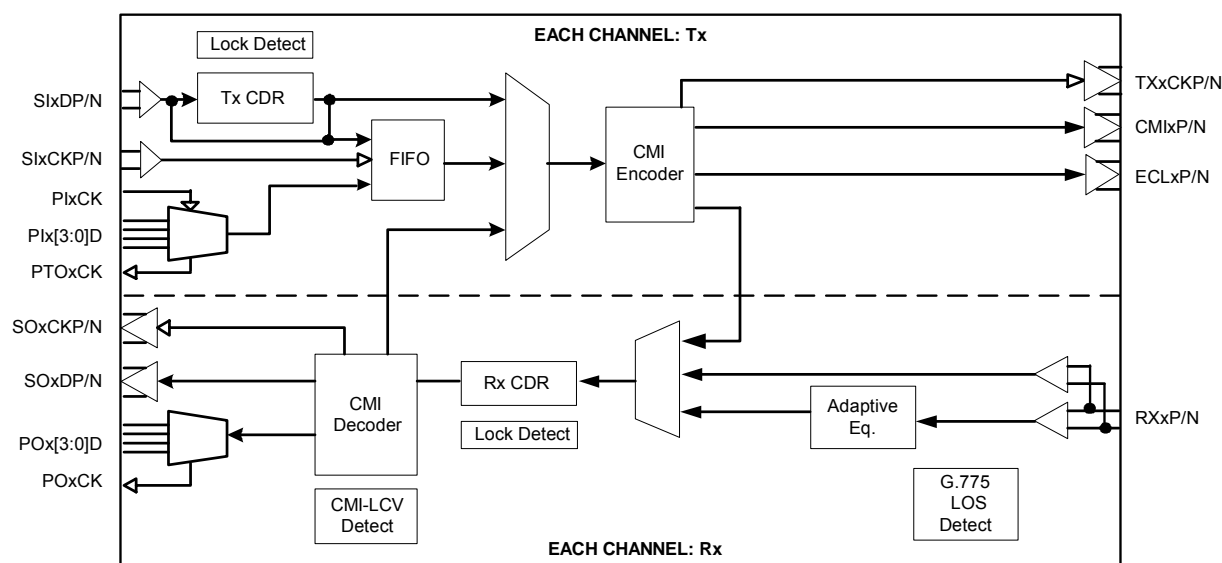 EACH CHANNEL: Tx
Lock Detect
SIxDP/N
Tx CDR
TXxCKP/N
SIxCKP/N
FIFO
CMI
Encoder
CMIxP/N
ECLxP/N
PIxCK
PIx[3:0]D
PTOxCK
SOxCKP/N
SOxDP/N
CMI
Decoder
Rx CDR
Lock Detect
Adaptive
Eq.
RXxP/N
POx[3:0]D
POxCK
CMI-LCV
Detect
G.775
LOS
Detect
EACH CHANNEL: Rx